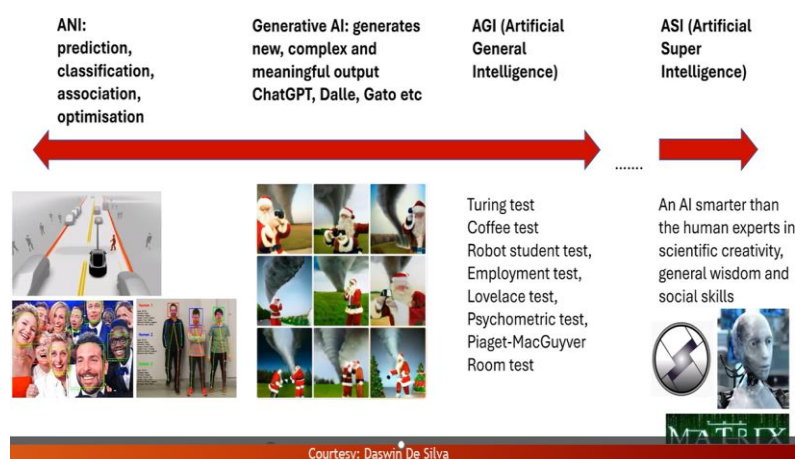 ANI:
prediction,
classification,
association,
optimisation
Generative AI: generates
new, complex and
meaningful output
ChatGPT, Dalle, Gato etc
AGI (Artificial
General
Intelligence)
ASI (Artificial
Super
Intelligence)
.......
Turing test
Coffee test
Robot student test,
Employment test,
Lovelace test,
Psychometric test,
Piaget-MacGuyver
Room test
An AI smarter than
the human experts in
scientific creativity,
general wisdom and
social skills
MATRIX
Courtesy: Daswin De Silva